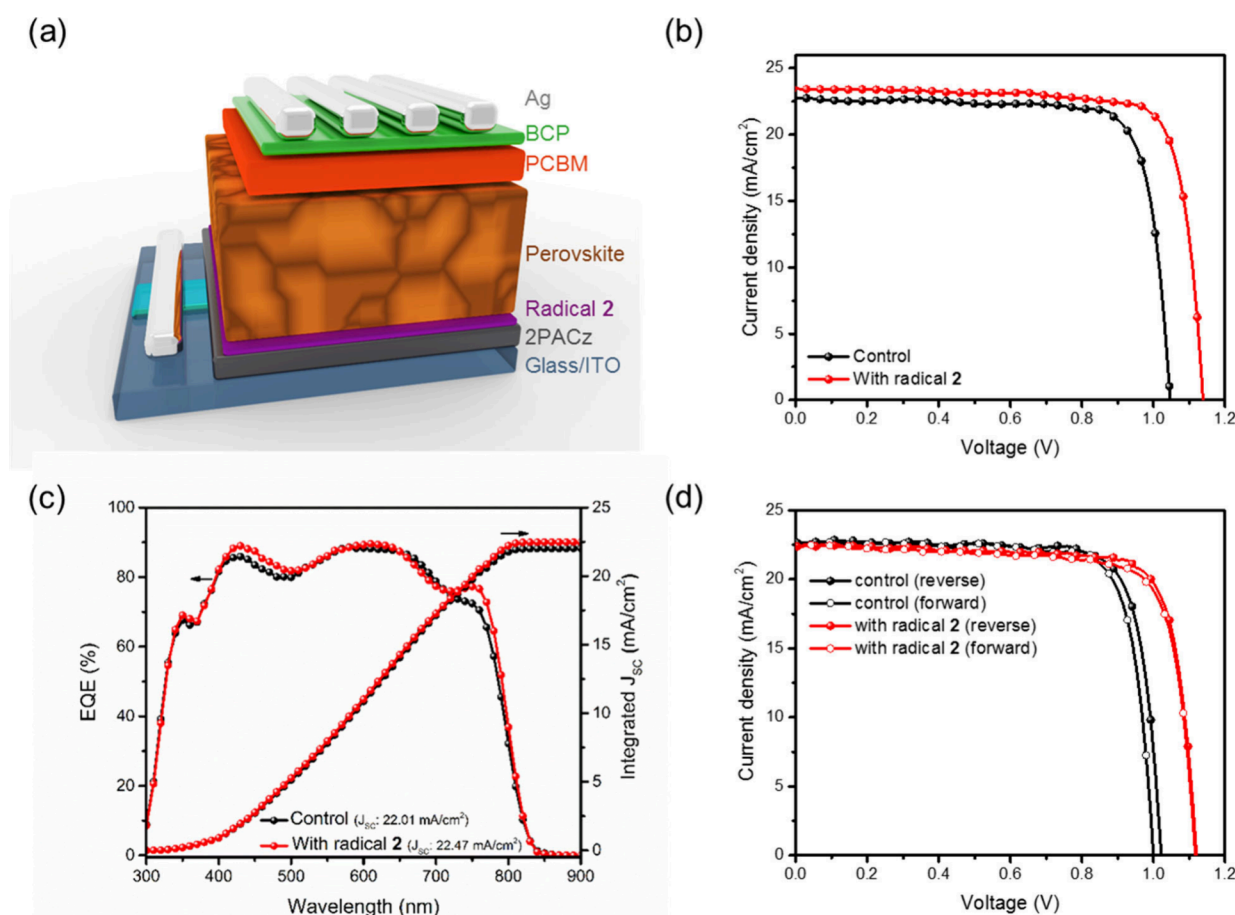 (a)
Ag
BCP
PCBM
Perovskite
Radical 2
2PACz
Glass/ITO
(b)
25
20
15
10
5
0
Current density (mA/cm²)
Control
With radical 2
0.0 0.2 0.4 0.6 0.8 1.0 1.2
Voltage (V)
(c)
100
80
60
40
20
0
EQE (%)
25
20
15
10
5
0
Integrated JSC (mA/cm²)
Control (JSC: 22.01 mA/cm²)
With radical 2 (JSC: 22.47 mA/cm²)
300 400 500 600 700 800 900
Wavelength (nm)
(d)
25
20
15
10
5
0
Current density (mA/cm²)
control (reverse)
control (forward)
with radical 2 (reverse)
with radical 2 (forward)
0.0 0.2 0.4 0.6 0.8 1.0 1.2
Voltage (V)